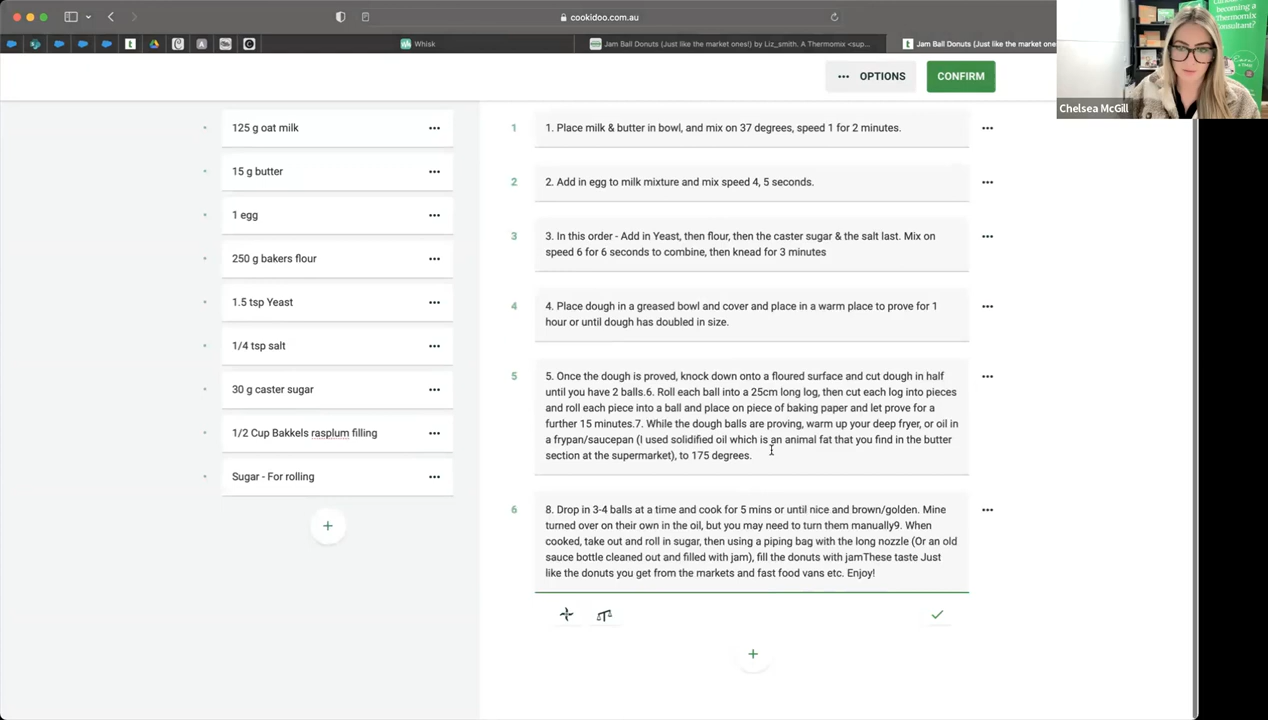 cookidoo.com.au
Whisk
Jam Ball Donuts (Just like the market ones!) by Liz_smith. A Thermomix <sup...
Jam Ball Donuts (Just like the market one
becoming a
Thermomix
Consultant?
••• OPTIONS
CONFIRM
Chelsea McGill
125 g oat milk
15 g butter
1 egg
250 g bakers flour
1.5 tsp Yeast
1/4 tsp salt
30 g caster sugar
1/2 Cup Bakkels rasplum filling
Sugar - For rolling
1
1. Place milk & butter in bowl, and mix on 37 degrees, speed 1 for 2 minutes.
2
2. Add in egg to milk mixture and mix speed 4, 5 seconds.
3
3. In this order - Add in Yeast, then flour, then the caster sugar & the salt last. Mix on
speed 6 for 6 seconds to combine, then knead for 3 minutes
4
4. Place dough in a greased bowl and cover and place in a warm place to prove for 1
hour or until dough has doubled in size.
5
5. Once the dough is proved, knock down onto a floured surface and cut dough in half
until you have 2 balls.6. Roll each ball into a 25cm long log, then cut each log into pieces
and roll each piece into a ball and place on piece of baking paper and let prove for a
further 15 minutes.7. While the dough balls are proving, warm up your deep fryer, or oil in
a frypan/saucepan (I used solidified oil which is an animal fat that you find in the butter
section at the supermarket), to 175 degrees.
6
8. Drop in 3-4 balls at a time and cook for 5 mins or until nice and brown/golden. Mine
turned over on their own in the oil, but you may need to turn them manually9. When
cooked, take out and roll in sugar, then using a piping bag with the long nozzle (Or an old
sauce bottle cleaned out and filled with jam), fill the donuts with jamThese taste Just
like the donuts you get from the markets and fast food vans etc. Enjoy!